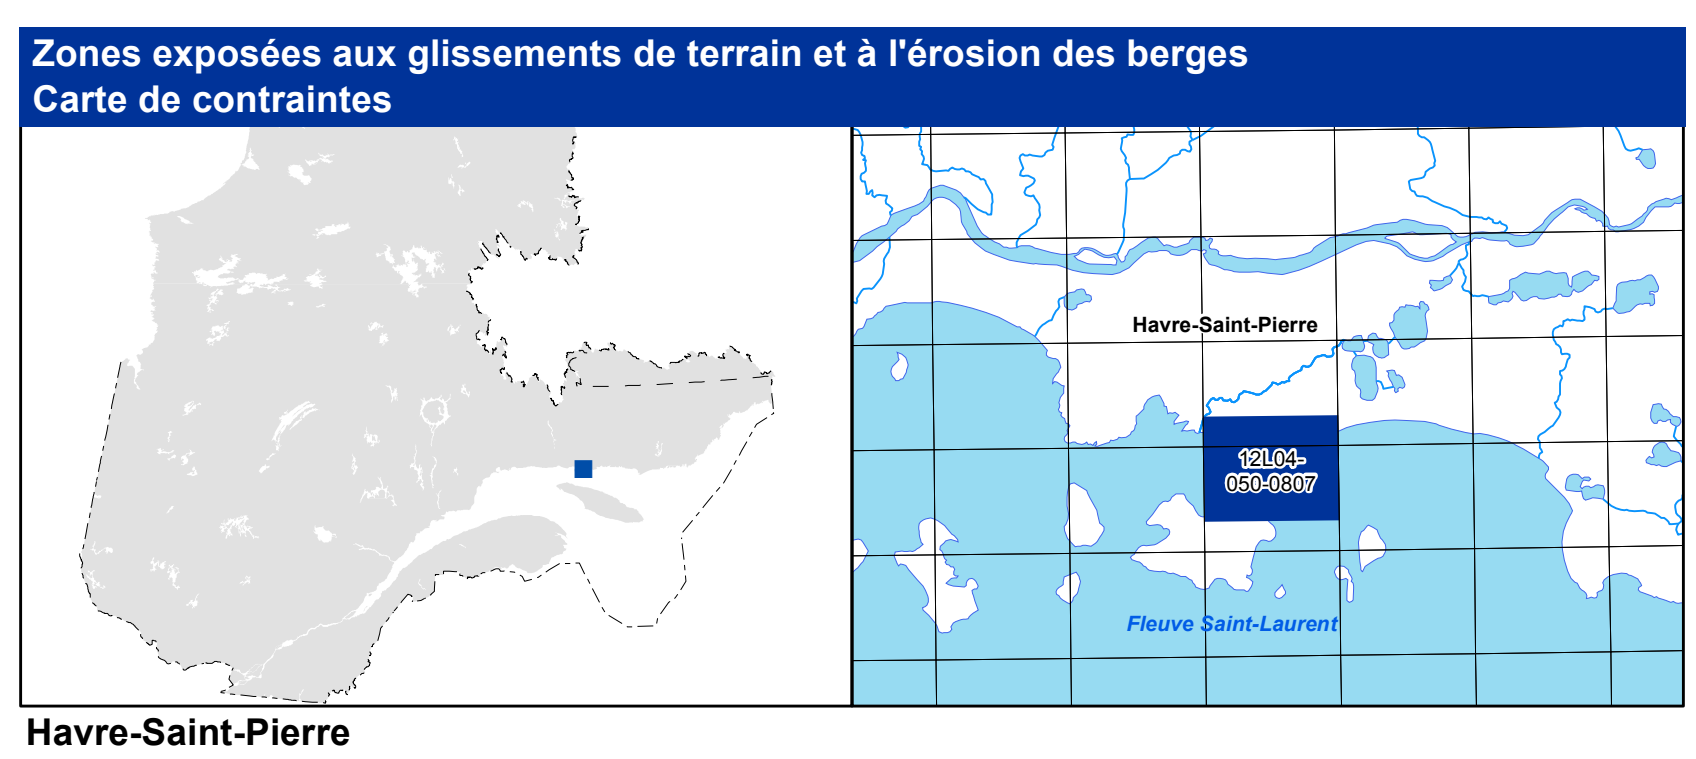 Zones exposées aux glissements de terrain et à l'érosion des berges
Carte de contraintes
Havre-Saint-Pierre
12L04-
050-0807
Fleuve Saint-Laurent
Havre-Saint-Pierre